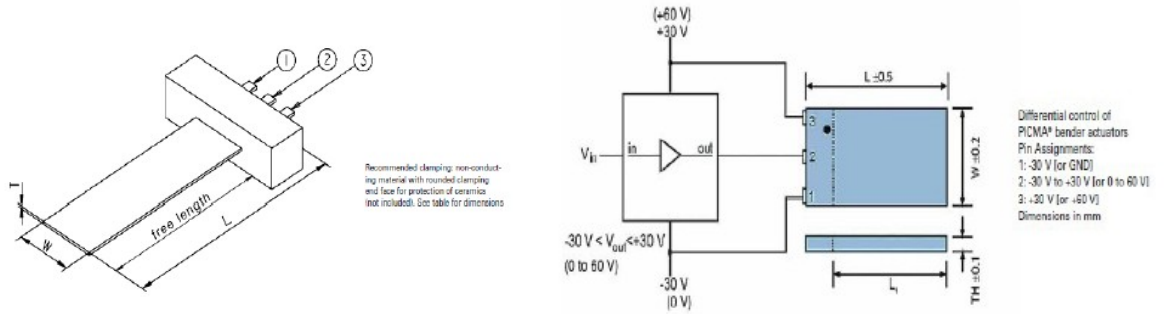 1
2
3
T
W
free length
L
Recommended clamping: non-conduct-
ing material with rounded clamping
end face for protection of ceramics
(not included). See table for dimensions
(+60 V)
+30 V
Vin
in
out
-30 V < Vout <+30 V
(0 to 60 V)
-30 V
(0 V)
L ±0.5
3
2
1
W ±0.2
TH ±0.1
Lf
Differential control of
PICMA® bender actuators
Pin Assignments:
1: -30 V [or GND]
2: -30 V to +30 V [or 0 to 60 V]
3: +30 V [or +60 V]
Dimensions in mm